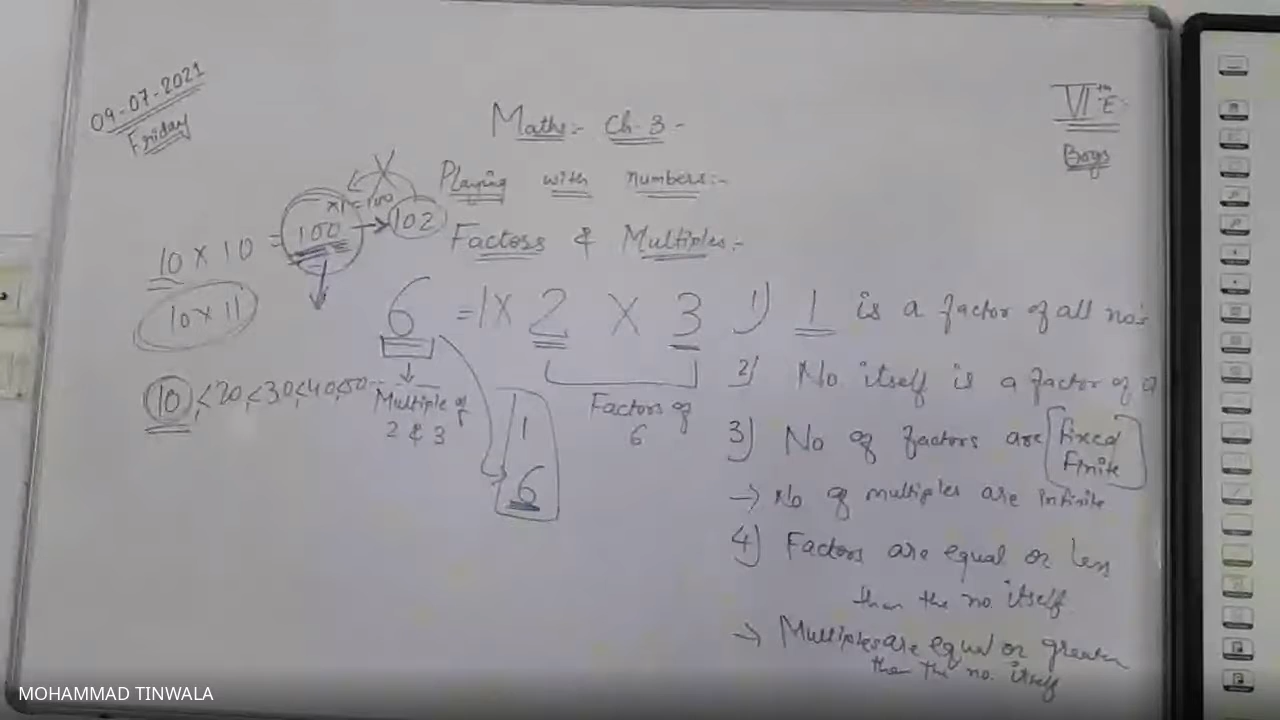 09-07-2021
Friday
VIth E:-
Boys
Maths:- Ch-3-
Playing with numbers:-
Factors & Multiples:-
10 x 10 = 100 → 102
x1=100
10 x 11
10 < 20 < 30 < 40 < 50
6 = 1 x 2 x 3
Multiple of
2 & 3
Factors of
6
1
6
1) 1 is a factor of all no's
2) No itself is a factor of
3) No of factors are fixed
Finite
→ No of multiples are infinite
4) Factors are equal or less
than the no. itself
→ Multiples are equal or greater
then the no. itself
MOHAMMAD TINWALA